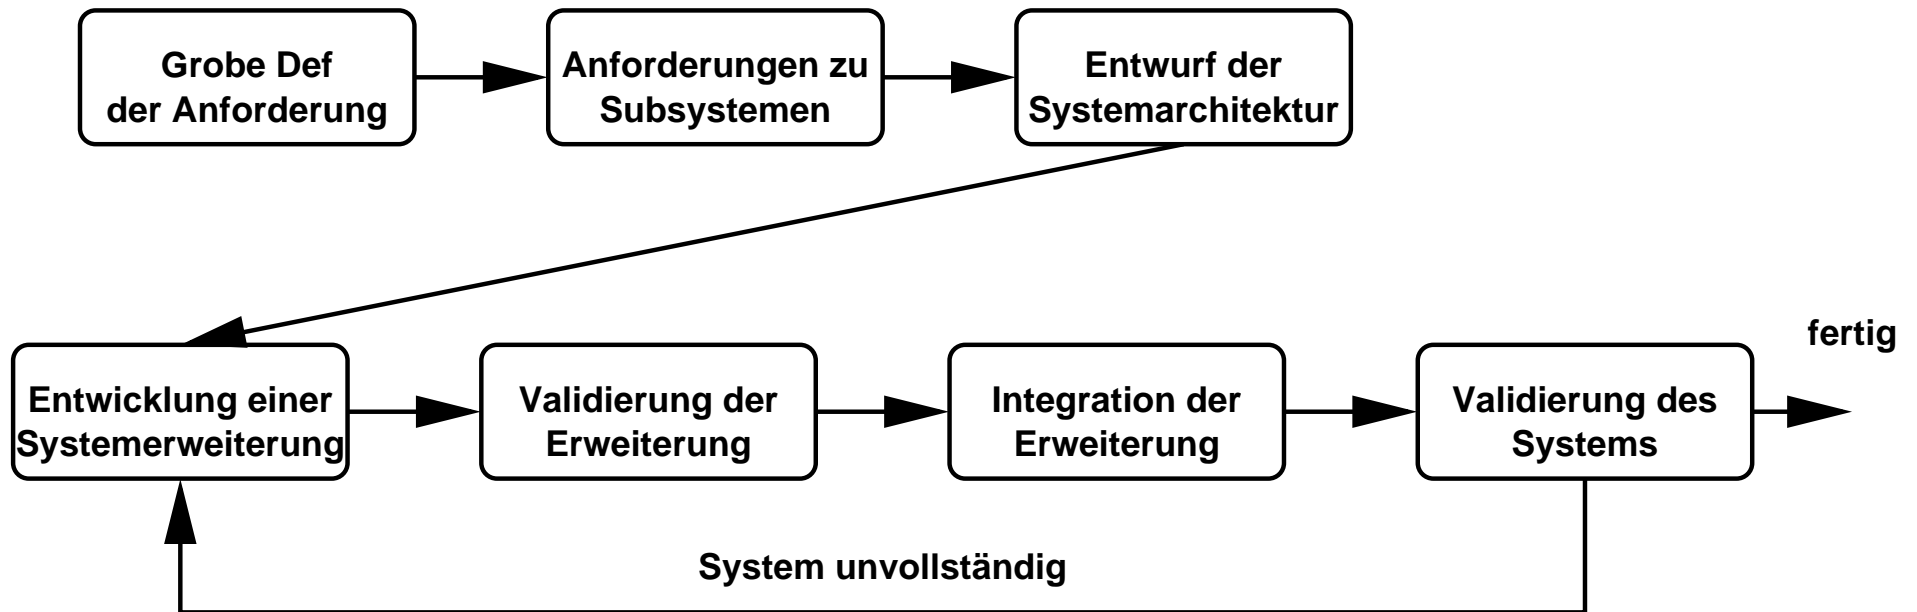 Grobe Def
der Anforderung
Anforderungen zu
Subsystemen
Entwurf der
Systemarchitektur
fertig
Entwicklung einer
Systemerweiterung
Validierung der
Erweiterung
Integration der
Erweiterung
Validierung des
Systems
System unvollständig